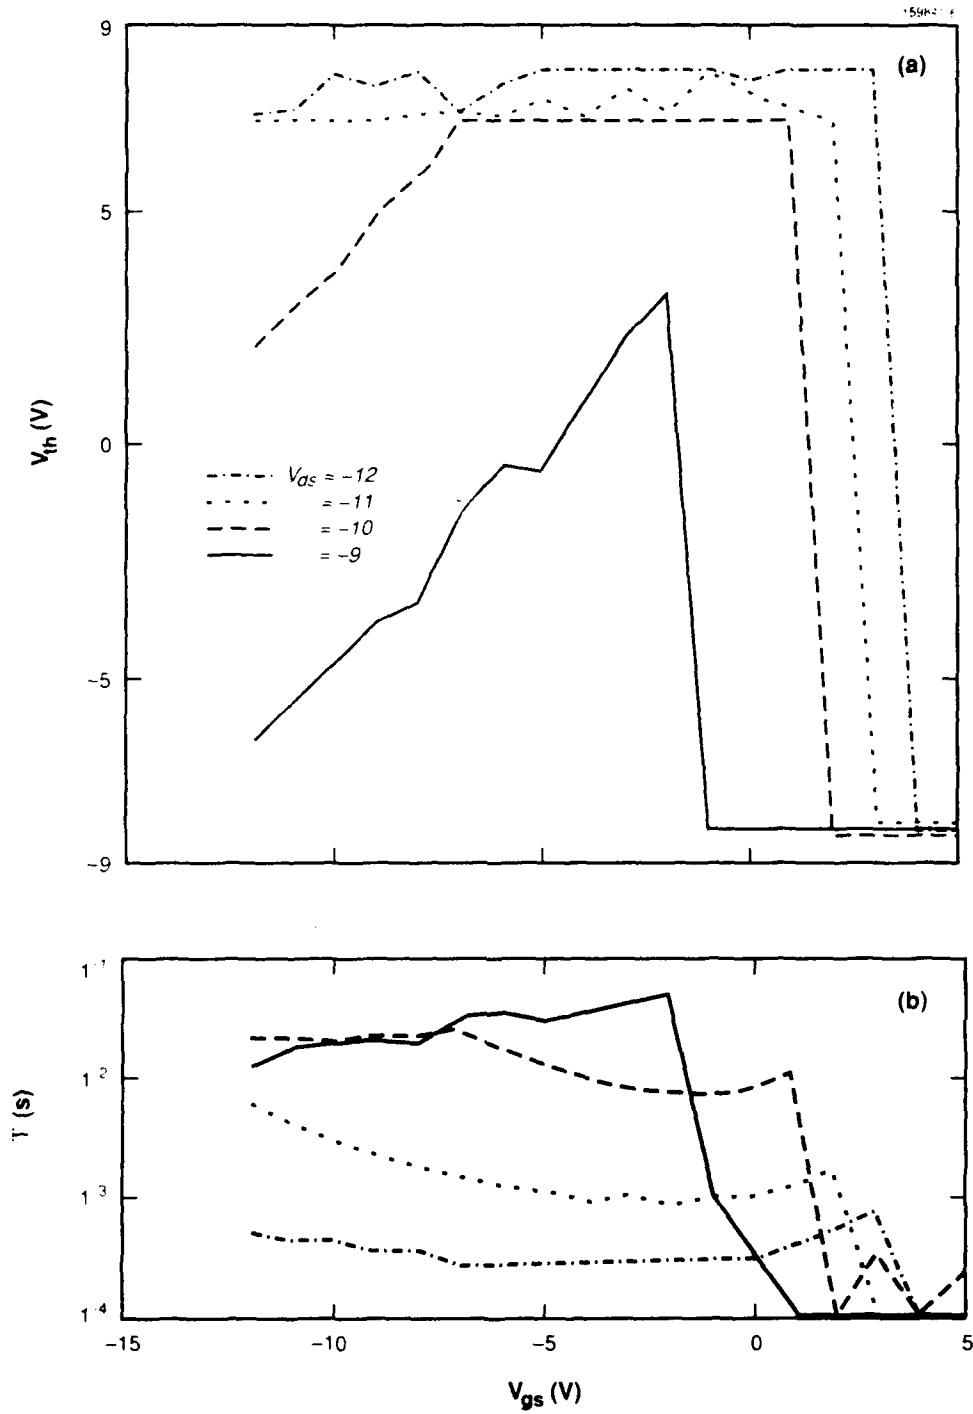 9
(a)
5
V_th (V)
0
V_ds = -12
= -11
= -10
= -9
-5
-9
1^-1
(b)
1^-2
T (s)
1^-3
1^-4
-15
-10
-5
0
5
V_gs (V)